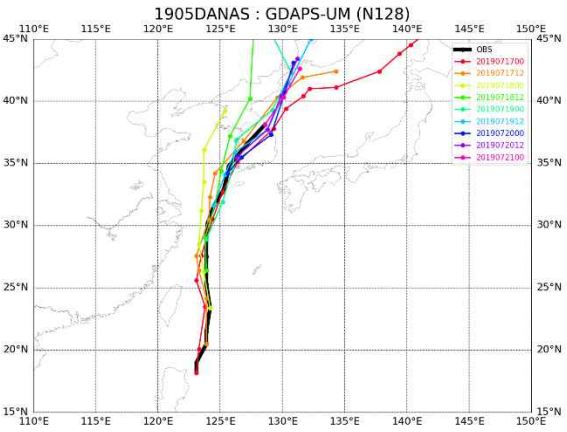 1905DANAS : GDAPS-UM (N128)
110°E 115°E 120°E 125°E 130°E 135°E 140°E 145°E 150°E
45°N 45°N
40°N 40°N
35°N 35°N
30°N 30°N
25°N 25°N
20°N 20°N
15°N 15°N
110°E 115°E 120°E 125°E 130°E 135°E 140°E 145°E 150°E
OBS
2019071700
2019071712
2019071800
2019071812
2019071900
2019071912
2019072000
2019072012
2019072100